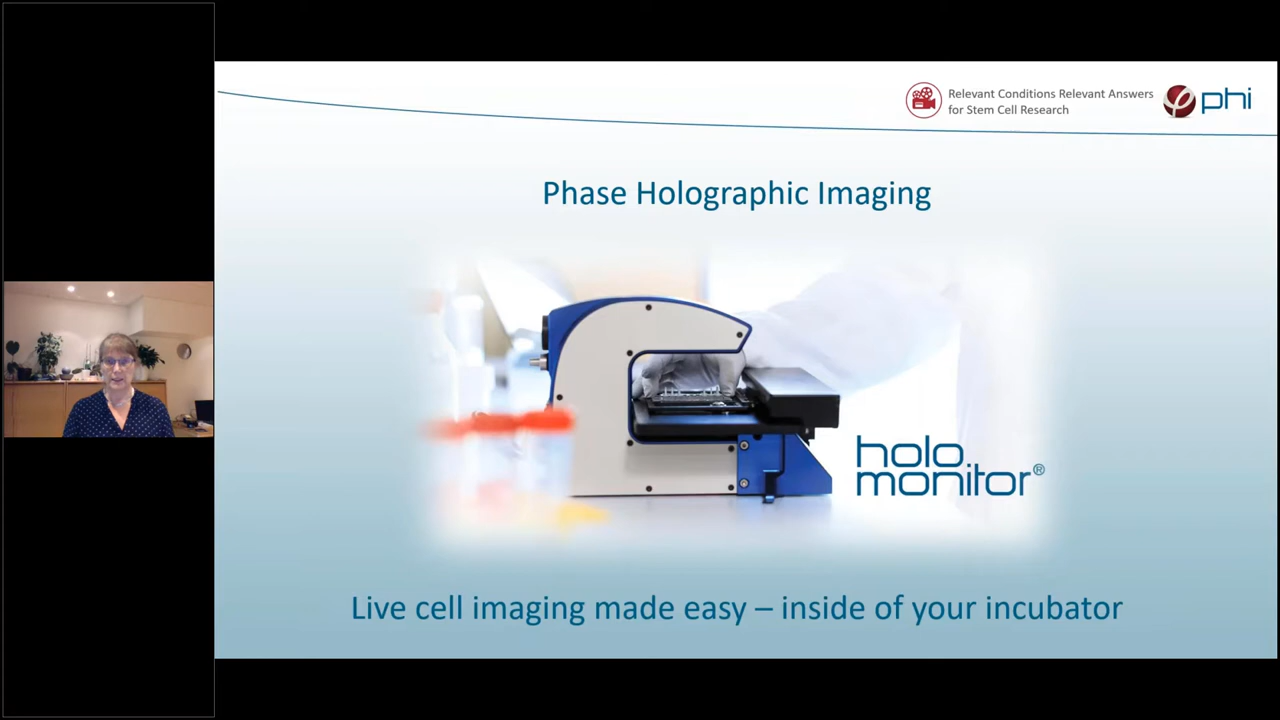 Relevant Conditions Relevant Answers
for Stem Cell Research
phi
Phase Holographic Imaging
holo
monitor®
Live cell imaging made easy – inside of your incubator